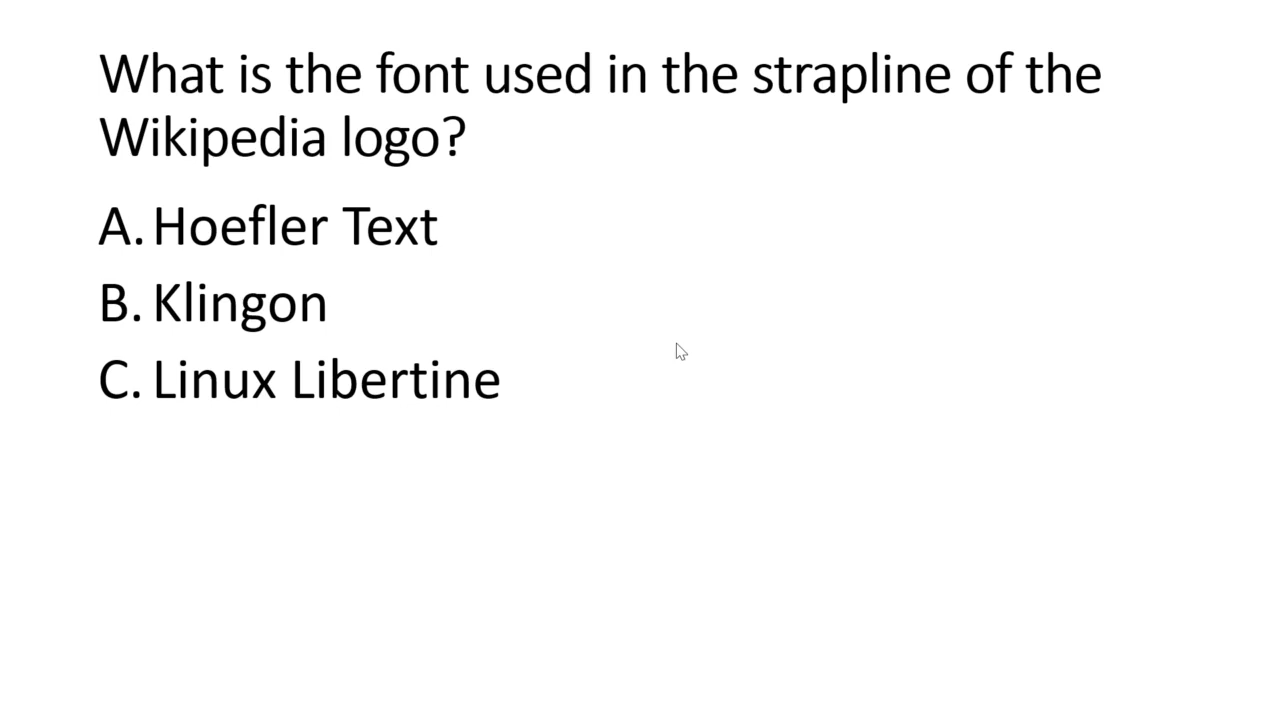 What is the font used in the strapline of the
Wikipedia logo?
A. Hoefler Text
B. Klingon
C. Linux Libertine